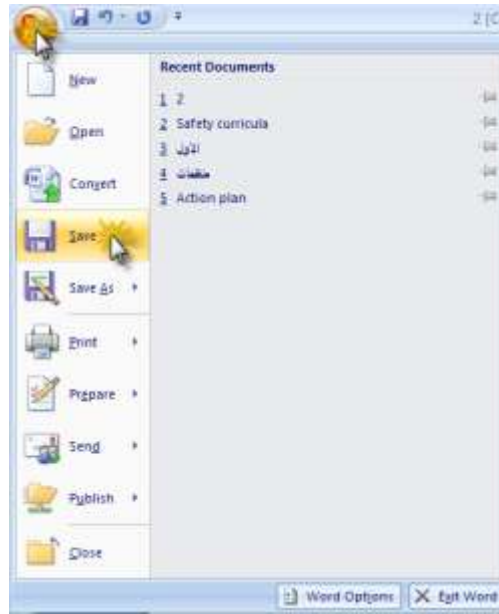 2 [C
New
Open
Convert
Save
Save As
Print
Prepare
Send
Publish
Close
Recent Documents
1 2
2 Safety curricula
3 الأول
4 ملفات
5 Action plan
Word Options
Exit Word